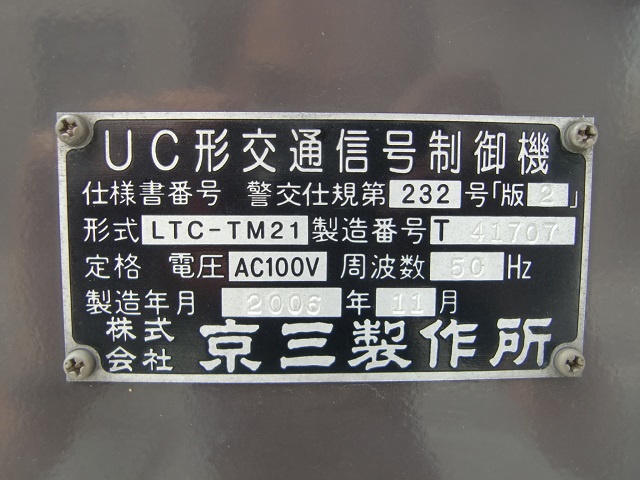 UC形交通信号制御機
仕様書番号 警交仕規第 232 号「版 2」
形式 LTC-TM21 製造番号 T 41707
定格 電圧 AC100V 周波数 50 Hz
製造年月 2006 年 11 月
株式会社 京三製作所